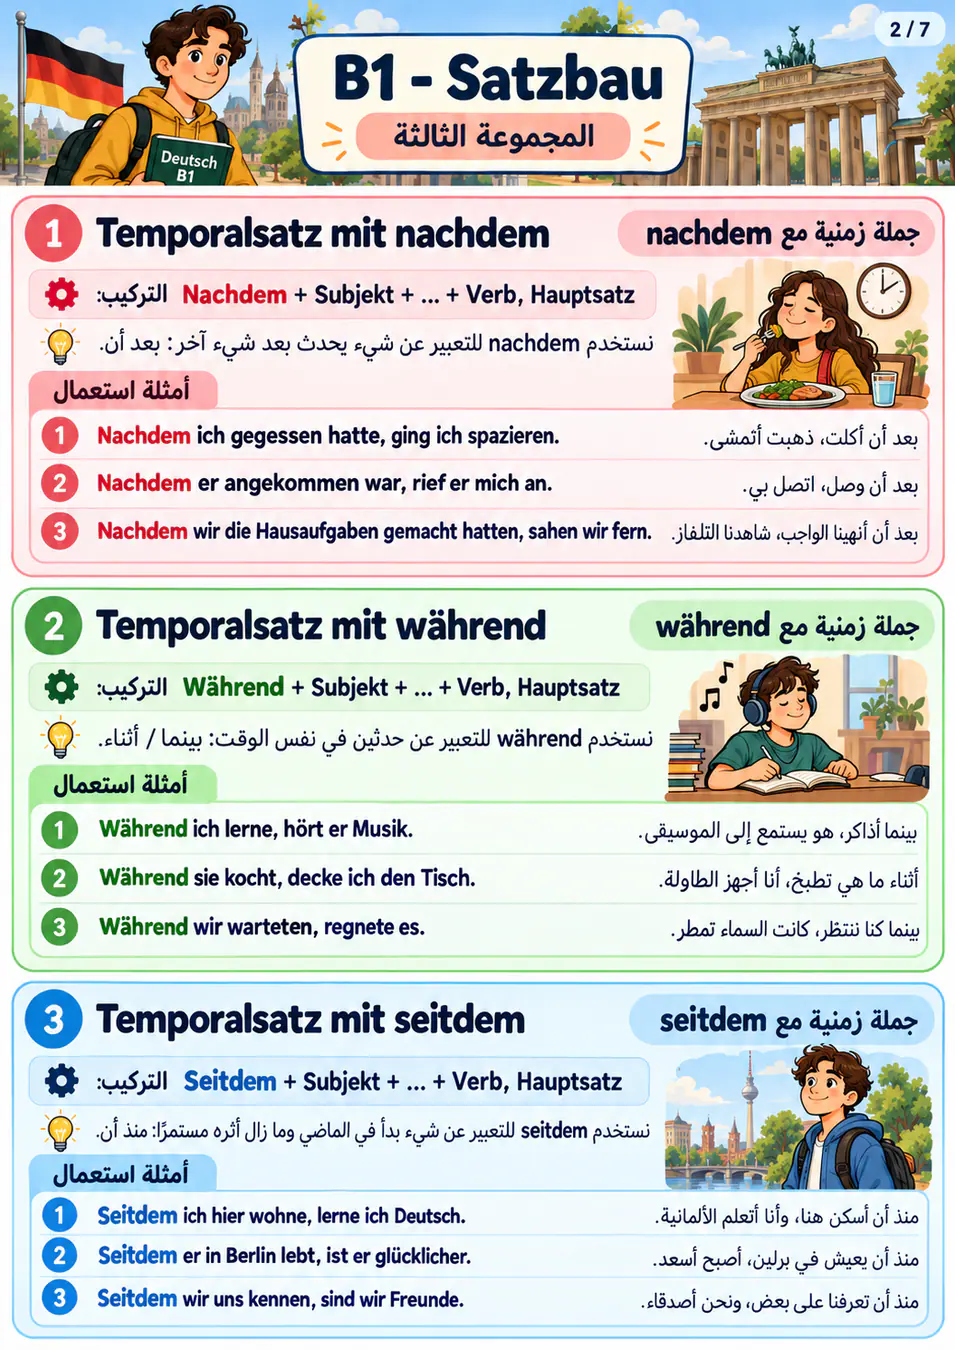 2 / 7
Deutsch
B1
B1 - Satzbau
المجموعة الثالثة
1 Temporalsatz mit nachdem
جملة زمنية مع nachdem
التركيب: Nachdem + Subjekt + ... + Verb, Hauptsatz
نستخدم nachdem للتعبير عن شيء يحدث بعد شيء آخر: بعد أن.
أمثلة استعمال
1 Nachdem ich gegessen hatte, ging ich spazieren. بعد أن أكلت، ذهبت أتمشى.
2 Nachdem er angekommen war, rief er mich an. بعد أن وصل، اتصل بي.
3 Nachdem wir die Hausaufgaben gemacht hatten, sahen wir fern. بعد أن أنهينا الواجب، شاهدنا التلفاز.
2 Temporalsatz mit während
جملة زمنية مع während
التركيب: Während + Subjekt + ... + Verb, Hauptsatz
نستخدم während للتعبير عن حدثين في نفس الوقت: بينما / أثناء.
أمثلة استعمال
1 Während ich lerne, hört er Musik. بينما أذاكر، هو يستمع إلى الموسيقى.
2 Während sie kocht, decke ich den Tisch. أثناء ما هي تطبخ، أنا أجهز الطاولة.
3 Während wir warteten, regnete es. بينما كنا ننتظر، كانت السماء تمطر.
3 Temporalsatz mit seitdem
جملة زمنية مع seitdem
التركيب: Seitdem + Subjekt + ... + Verb, Hauptsatz
نستخدم seitdem للتعبير عن شيء بدأ في الماضي وما زال أثره مستمرًا: منذ أن.
أمثلة استعمال
1 Seitdem ich hier wohne, lerne ich Deutsch. منذ أن أسكن هنا، وأنا أتعلم الألمانية.
2 Seitdem er in Berlin lebt, ist er glücklicher. منذ أن يعيش في برلين، أصبح أسعد.
3 Seitdem wir uns kennen, sind wir Freunde. منذ أن تعرفنا على بعض، ونحن أصدقاء.